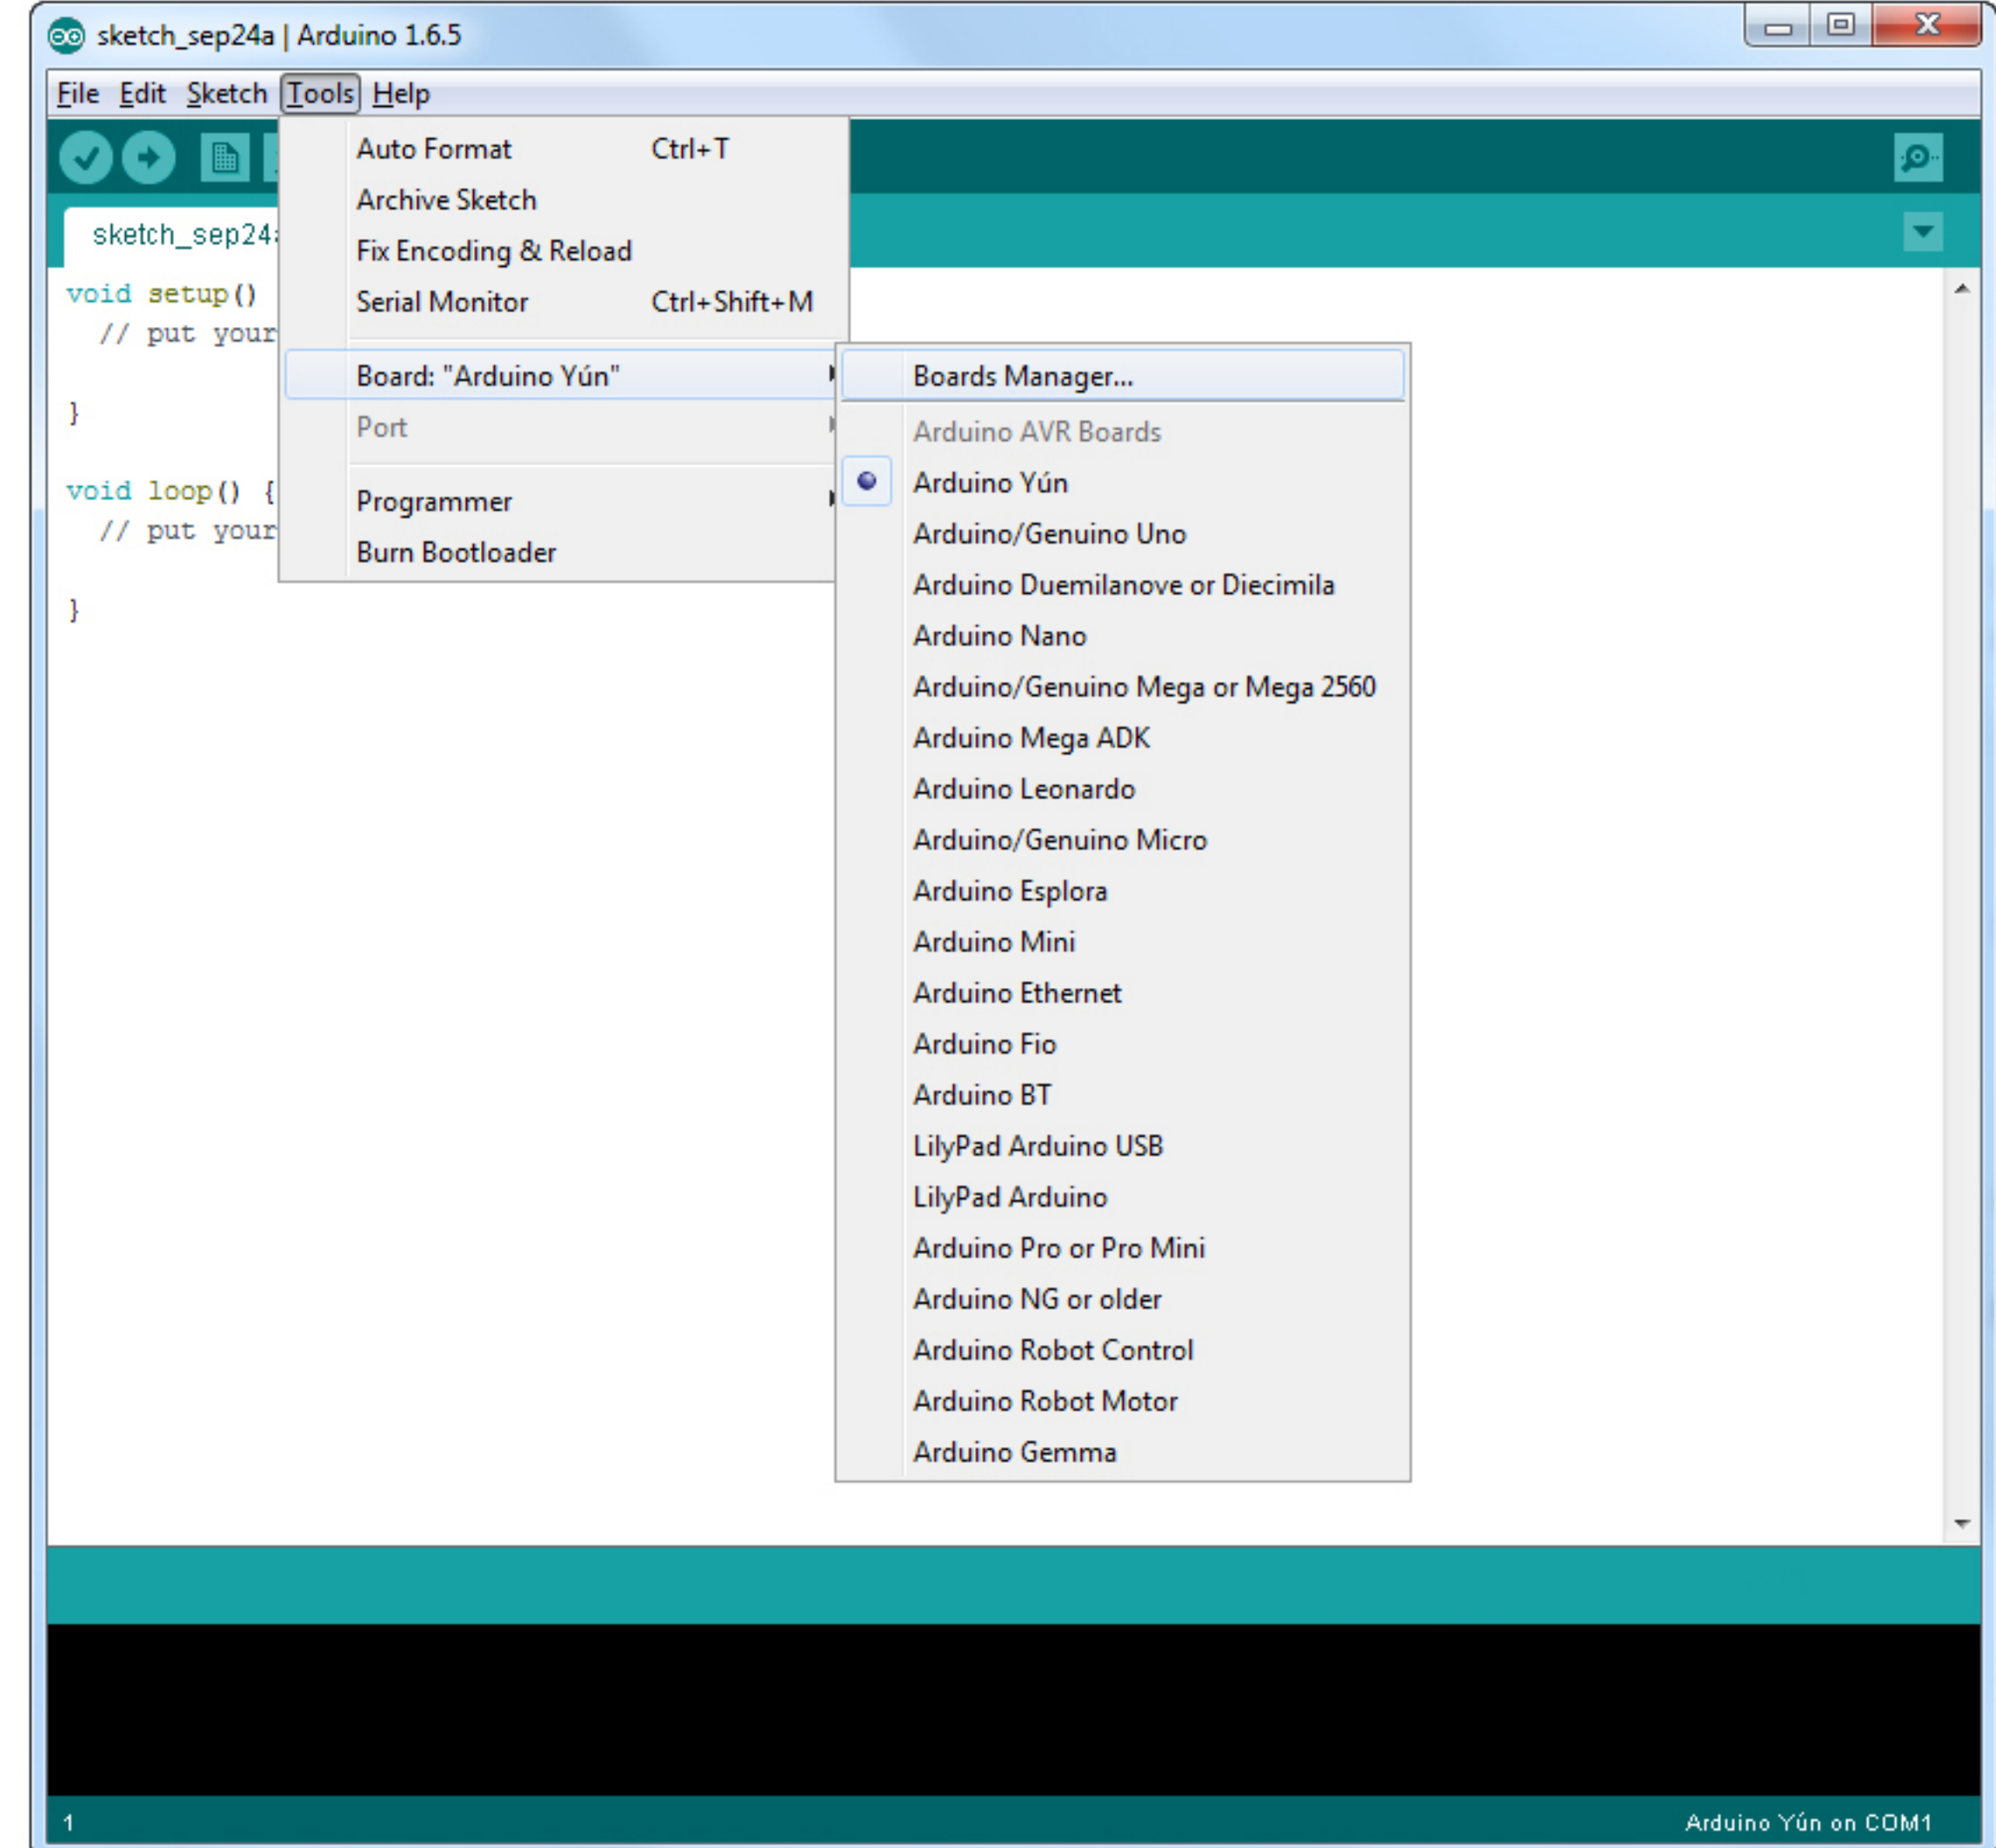 sketch_sep24a | Arduino 1.6.5
File Edit Sketch Tools Help
sketch_sep24a
void setup()
// put your
}
void loop() {
// put your
}
Auto Format Ctrl+T
Archive Sketch
Fix Encoding & Reload
Serial Monitor Ctrl+Shift+M
Board: "Arduino Yún"
Port
Programmer
Burn Bootloader
Boards Manager...
Arduino AVR Boards
Arduino Yún
Arduino/Genuino Uno
Arduino Duemilanove or Diecimila
Arduino Nano
Arduino/Genuino Mega or Mega 2560
Arduino Mega ADK
Arduino Leonardo
Arduino/Genuino Micro
Arduino Esplora
Arduino Mini
Arduino Ethernet
Arduino Fio
Arduino BT
LilyPad Arduino USB
LilyPad Arduino
Arduino Pro or Pro Mini
Arduino NG or older
Arduino Robot Control
Arduino Robot Motor
Arduino Gemma
1
Arduino Yún on COM1